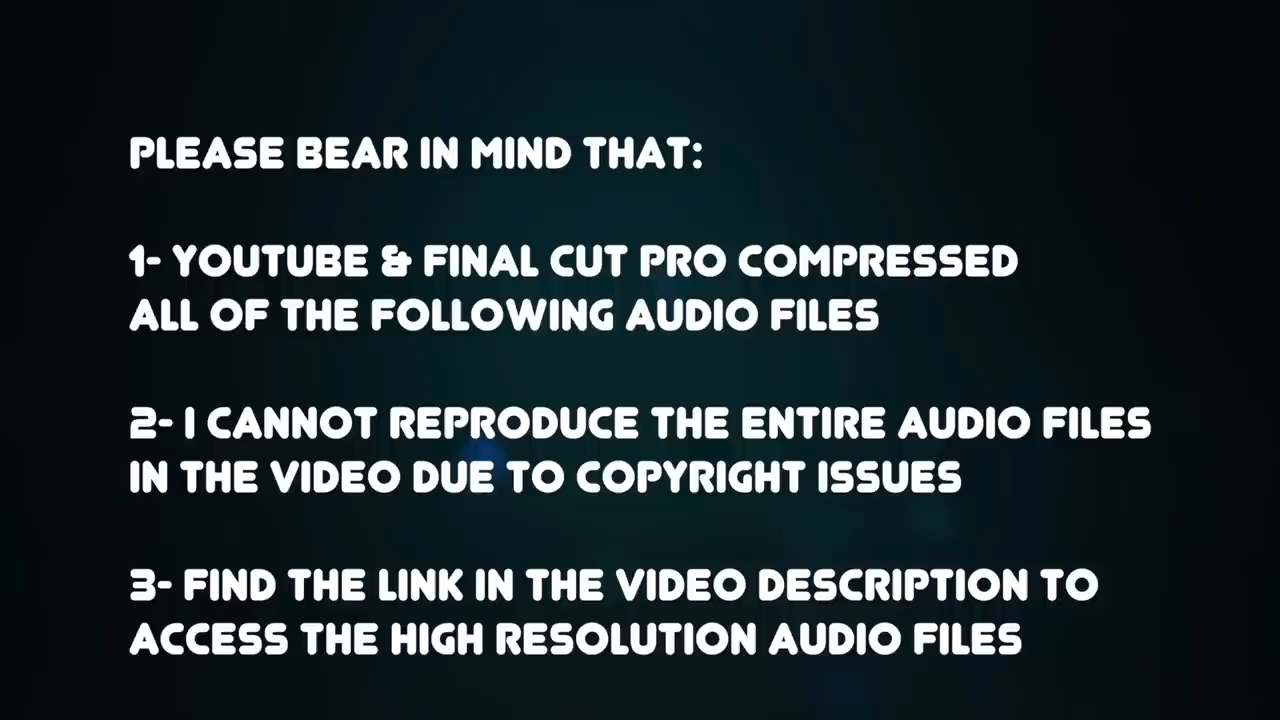 PLEASE BEAR IN MIND THAT:
1- YOUTUBE & FINAL CUT PRO COMPRESSED
ALL OF THE FOLLOWING AUDIO FILES
2- I CANNOT REPRODUCE THE ENTIRE AUDIO FILES
IN THE VIDEO DUE TO COPYRIGHT ISSUES
3- FIND THE LINK IN THE VIDEO DESCRIPTION TO
ACCESS THE HIGH RESOLUTION AUDIO FILES